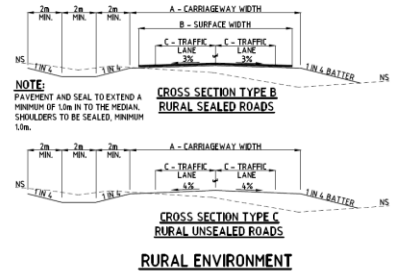 2m 2m 2m A - CARRIAGEWAY WIDTH
MIN. MIN. MIN.
B - SURFACE WIDTH
C - TRAFFIC C - TRAFFIC
LANE LANE
NS 3% 3% NS
1 IN 4 1 IN 4 1 IN 4 BATTER
NOTE:
PAVEMENT AND SEAL TO EXTEND A
MINIMUM OF 1.0m IN TO THE MEDIAN.
SHOULDERS TO BE SEALED, MINIMUM
1.0m.
CROSS SECTION TYPE B
RURAL SEALED ROADS
2m 2m 2m A - CARRIAGEWAY WIDTH
MIN. MIN. MIN.
C - TRAFFIC C - TRAFFIC
LANE LANE
NS 4% 4% NS
1 IN 4 1 IN 4 1 IN 4 BATTER
CROSS SECTION TYPE C
RURAL UNSEALED ROADS
RURAL ENVIRONMENT